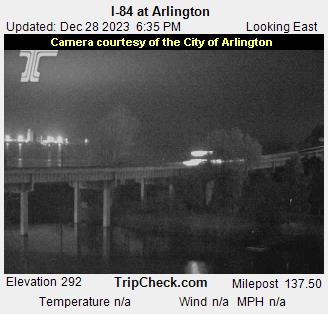 I-84 at Arlington
Updated: Dec 28 2023 6:35 PM Looking East
Camera courtesy of the City of Arlington
Elevation 292 TripCheck.com Milepost 137.50
Temperature n/a Wind n/a MPH n/a